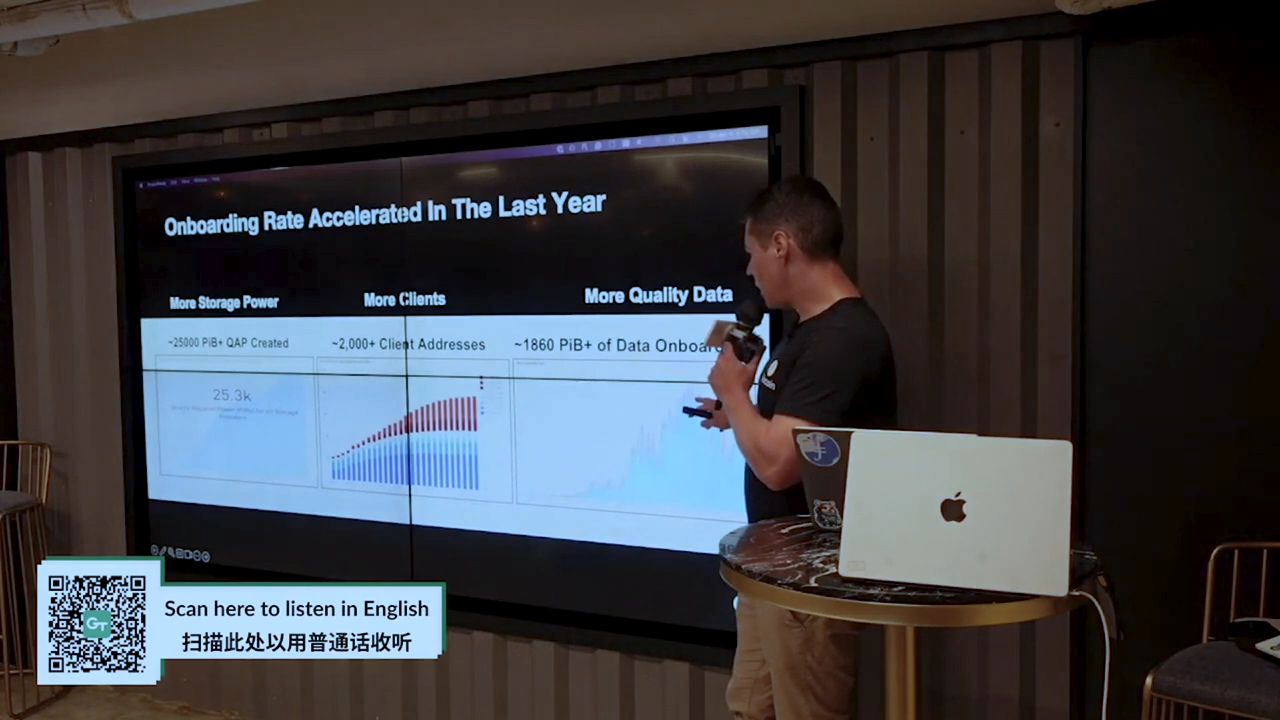 Onboarding Rate Accelerated In The Last Year
More Storage Power
More Clients
More Quality Data
~25000 PiB+ QAP Created
~2,000+ Client Addresses
~1860 PiB+ of Data Onboar
25.3k
Scan here to listen in English
扫描此处以用普通话收听
GT